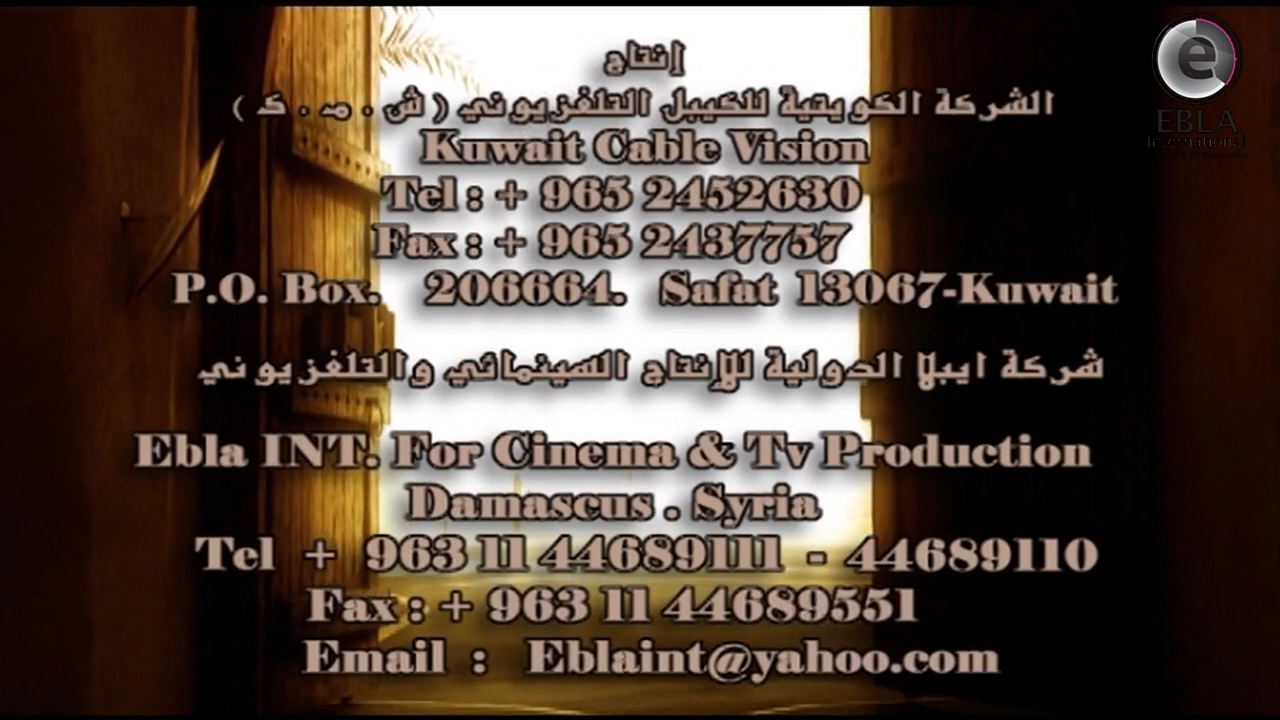 إنتاج
الشركة الكويتية للكيبل التلفزيوني ( ش . م . ك )
Kuwait Cable Vision
Tel : + 965 2452630
Fax : + 965 2437757
P.O. Box. 206664. Safat 13067-Kuwait
شركة ايبلا الدولية للإنتاج السينمائي والتلفزيوني
Ebla INT. For Cinema & Tv Production
Damascus . Syria
Tel + 963 11 44689111 - 44689110
Fax : + 963 11 44689551
Email : Eblaint@yahoo.com
e
EBLA
International